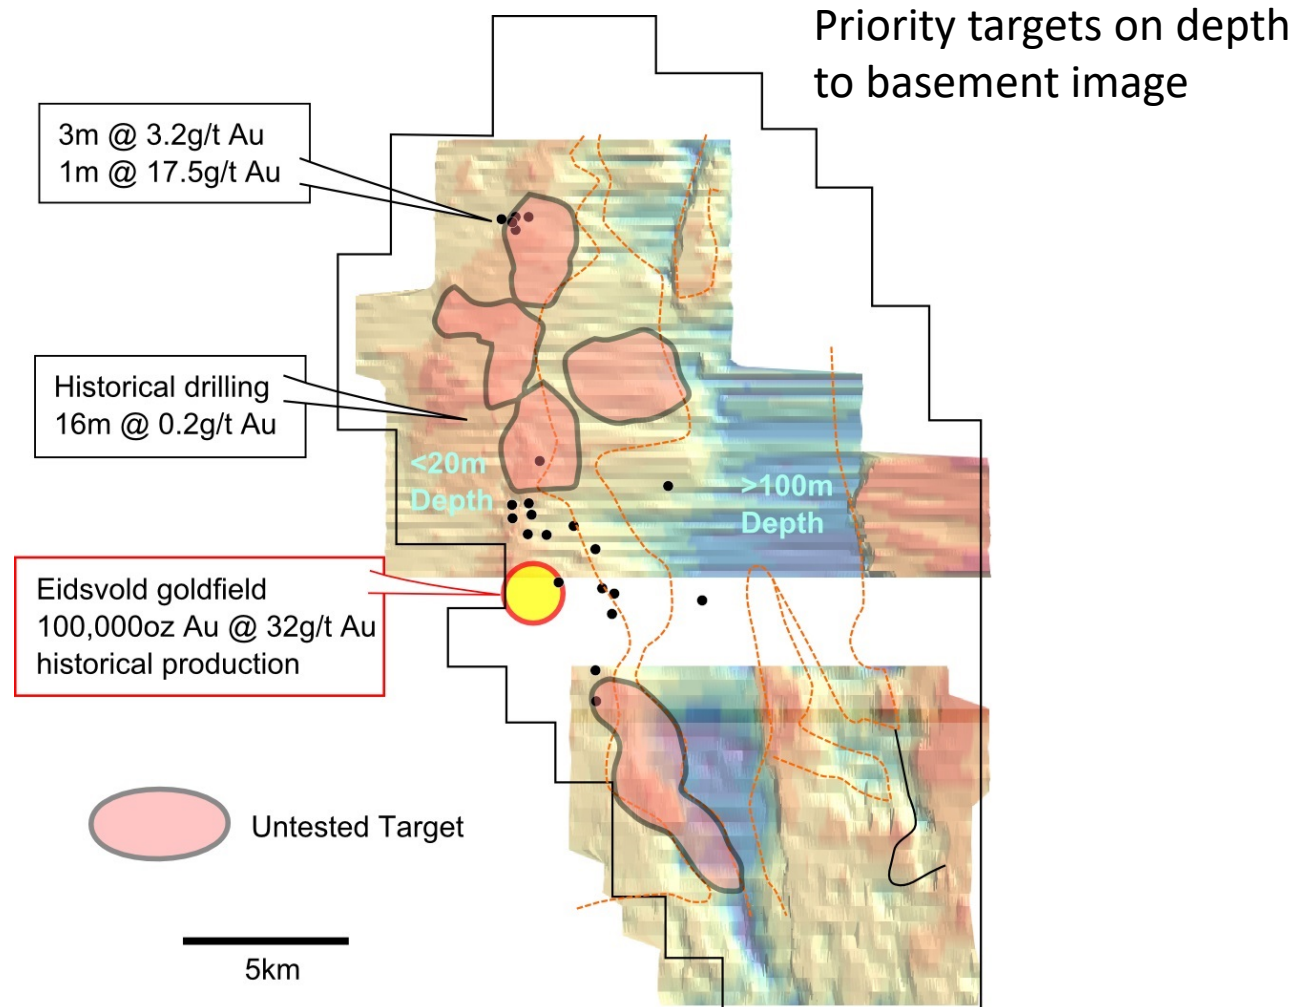 Priority targets on depth
to basement image
3m @ 3.2g/t Au
1m @ 17.5g/t Au
Historical drilling
16m @ 0.2g/t Au
<20m
Depth
>100m
Depth
Eidsvold goldfield
100,000oz Au @ 32g/t Au
historical production
Untested Target
5km